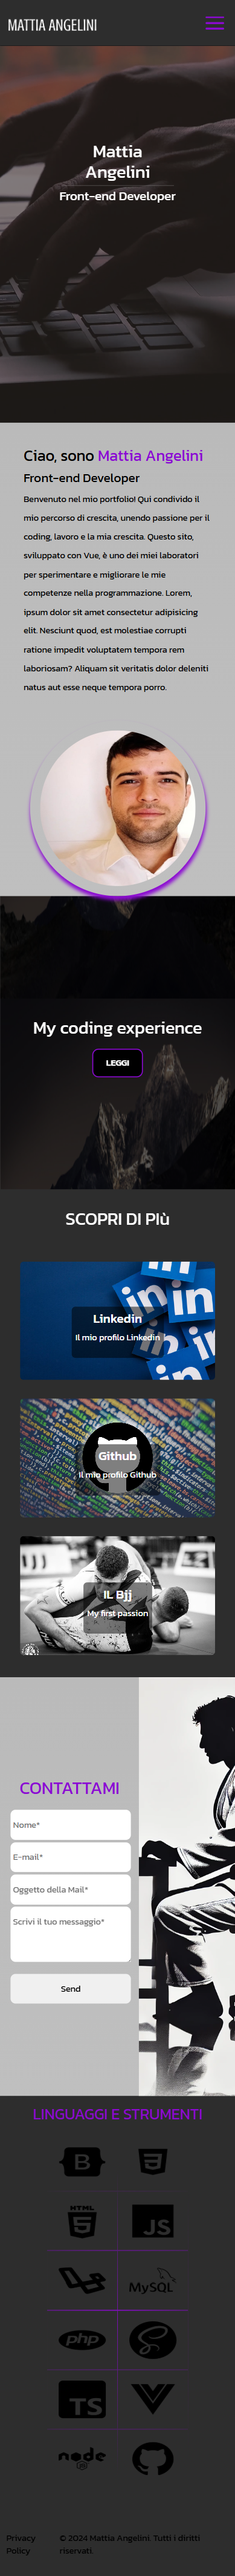 MATTIA ANGELINI
Mattia
Angelini
Front-end Developer
Ciao, sono Mattia Angelini
Front-end Developer
Benvenuto nel mio portfolio! Qui condivido il
mio percorso di crescita, unendo passione per il
coding, lavoro e la mia crescita. Questo sito,
sviluppato con Vue, è uno dei miei laboratori
per sperimentare e migliorare le mie
competenze nella programmazione. Lorem,
ipsum dolor sit amet consectetur adipisicing
elit. Nesciunt quod, est molestiae corrupti
ratione impedit voluptatem tempora rem
laboriosam? Aliquam sit veritatis dolor deleniti
natus aut esse neque tempora porro.
My coding experience
LEGGI
SCOPRI DI PIù
in
in
in
in
Linkedin
Il mio profilo Linkedin
Github
Il mio profilo Github
IL Bjj
My first passion
CONTATTAMI
Nome*
E-mail*
Oggetto della Mail*
Scrivi il tuo messaggio*
Send
LINGUAGGI E STRUMENTI
B
3
HTML
5
JS
MySQL
php
TS
node
JS
Privacy
Policy
© 2024 Mattia Angelini. Tutti i diritti
riservati.